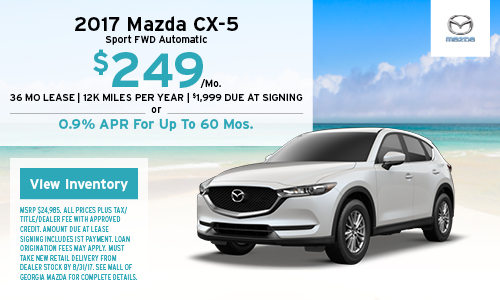 2017 Mazda CX-5
Sport FWD Automatic
$249/Mo.
36 MO LEASE | 12K MILES PER YEAR | $1,999 DUE AT SIGNING
or
0.9% APR For Up To 60 Mos.
mazda
View Inventory
MSRP $24,985, ALL PRICES PLUS TAX/
TITLE/DEALER FEE WITH APPROVED
CREDIT. AMOUNT DUE AT LEASE
SIGNING INCLUDES 1ST PAYMENT. LOAN
ORIGINATION FEES MAY APPLY. MUST
TAKE NEW RETAIL DELIVERY FROM
DEALER STOCK BY 8/31/17. SEE MALL OF
GEORGIA MAZDA FOR COMPLETE DETAILS.